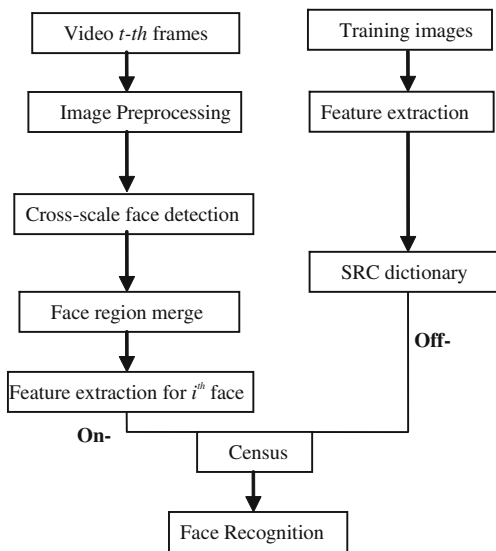 Video t-th frames
Training images
Image Preprocessing
Feature extraction
Cross-scale face detection
SRC dictionary
Face region merge
Off-
Feature extraction for i^th face
On-
Census
Face Recognition